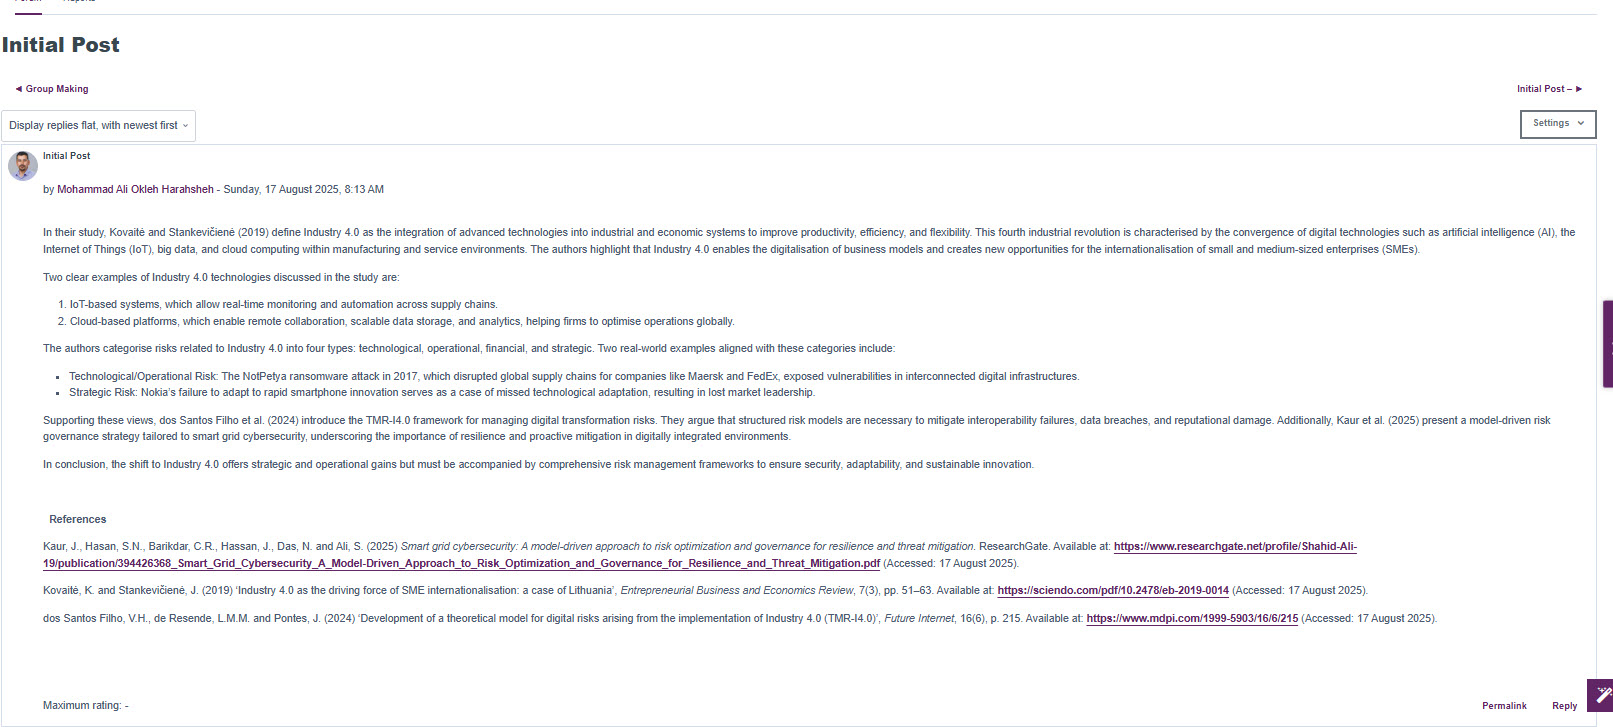 Initial Post
◄ Group Making
Initial Post – ►
Display replies flat, with newest first
Settings
Initial Post
by Mohammad Ali Okleh Harahsheh - Sunday, 17 August 2025, 8:13 AM
In their study, Kovaitė and Stankevičienė (2019) define Industry 4.0 as the integration of advanced technologies into industrial and economic systems to improve productivity, efficiency, and flexibility. This fourth industrial revolution is characterised by the convergence of digital technologies such as artificial intelligence (AI), the
Internet of Things (IoT), big data, and cloud computing within manufacturing and service environments. The authors highlight that Industry 4.0 enables the digitalisation of business models and creates new opportunities for the internationalisation of small and medium-sized enterprises (SMEs).
Two clear examples of Industry 4.0 technologies discussed in the study are:
1. IoT-based systems, which allow real-time monitoring and automation across supply chains.
2. Cloud-based platforms, which enable remote collaboration, scalable data storage, and analytics, helping firms to optimise operations globally.
The authors categorise risks related to Industry 4.0 into four types: technological, operational, financial, and strategic. Two real-world examples aligned with these categories include:
▪ Technological/Operational Risk: The NotPetya ransomware attack in 2017, which disrupted global supply chains for companies like Maersk and FedEx, exposed vulnerabilities in interconnected digital infrastructures.
▪ Strategic Risk: Nokia's failure to adapt to rapid smartphone innovation serves as a case of missed technological adaptation, resulting in lost market leadership.
Supporting these views, dos Santos Filho et al. (2024) introduce the TMR-I4.0 framework for managing digital transformation risks. They argue that structured risk models are necessary to mitigate interoperability failures, data breaches, and reputational damage. Additionally, Kaur et al. (2025) present a model-driven risk
governance strategy tailored to smart grid cybersecurity, underscoring the importance of resilience and proactive mitigation in digitally integrated environments.
In conclusion, the shift to Industry 4.0 offers strategic and operational gains but must be accompanied by comprehensive risk management frameworks to ensure security, adaptability, and sustainable innovation.
References
Kaur, J., Hasan, S.N., Barikdar, C.R., Hassan, J., Das, N. and Ali, S. (2025) Smart grid cybersecurity: A model-driven approach to risk optimization and governance for resilience and threat mitigation. ResearchGate. Available at: https://www.researchgate.net/profile/Shahid-Ali-
19/publication/394426368_Smart_Grid_Cybersecurity_A_Model-Driven_Approach_to_Risk_Optimization_and_Governance_for_Resilience_and_Threat_Mitigation.pdf (Accessed: 17 August 2025).
Kovaitė, K. and Stankevičienė, J. (2019) 'Industry 4.0 as the driving force of SME internationalisation: a case of Lithuania', Entrepreneurial Business and Economics Review, 7(3), pp. 51–63. Available at: https://sciendo.com/pdf/10.2478/eb-2019-0014 (Accessed: 17 August 2025).
dos Santos Filho, V.H., de Resende, L.M.M. and Pontes, J. (2024) 'Development of a theoretical model for digital risks arising from the implementation of Industry 4.0 (TMR-I4.0)', Future Internet, 16(6), p. 215. Available at: https://www.mdpi.com/1999-5903/16/6/215 (Accessed: 17 August 2025).
Maximum rating: -
Permalink Reply